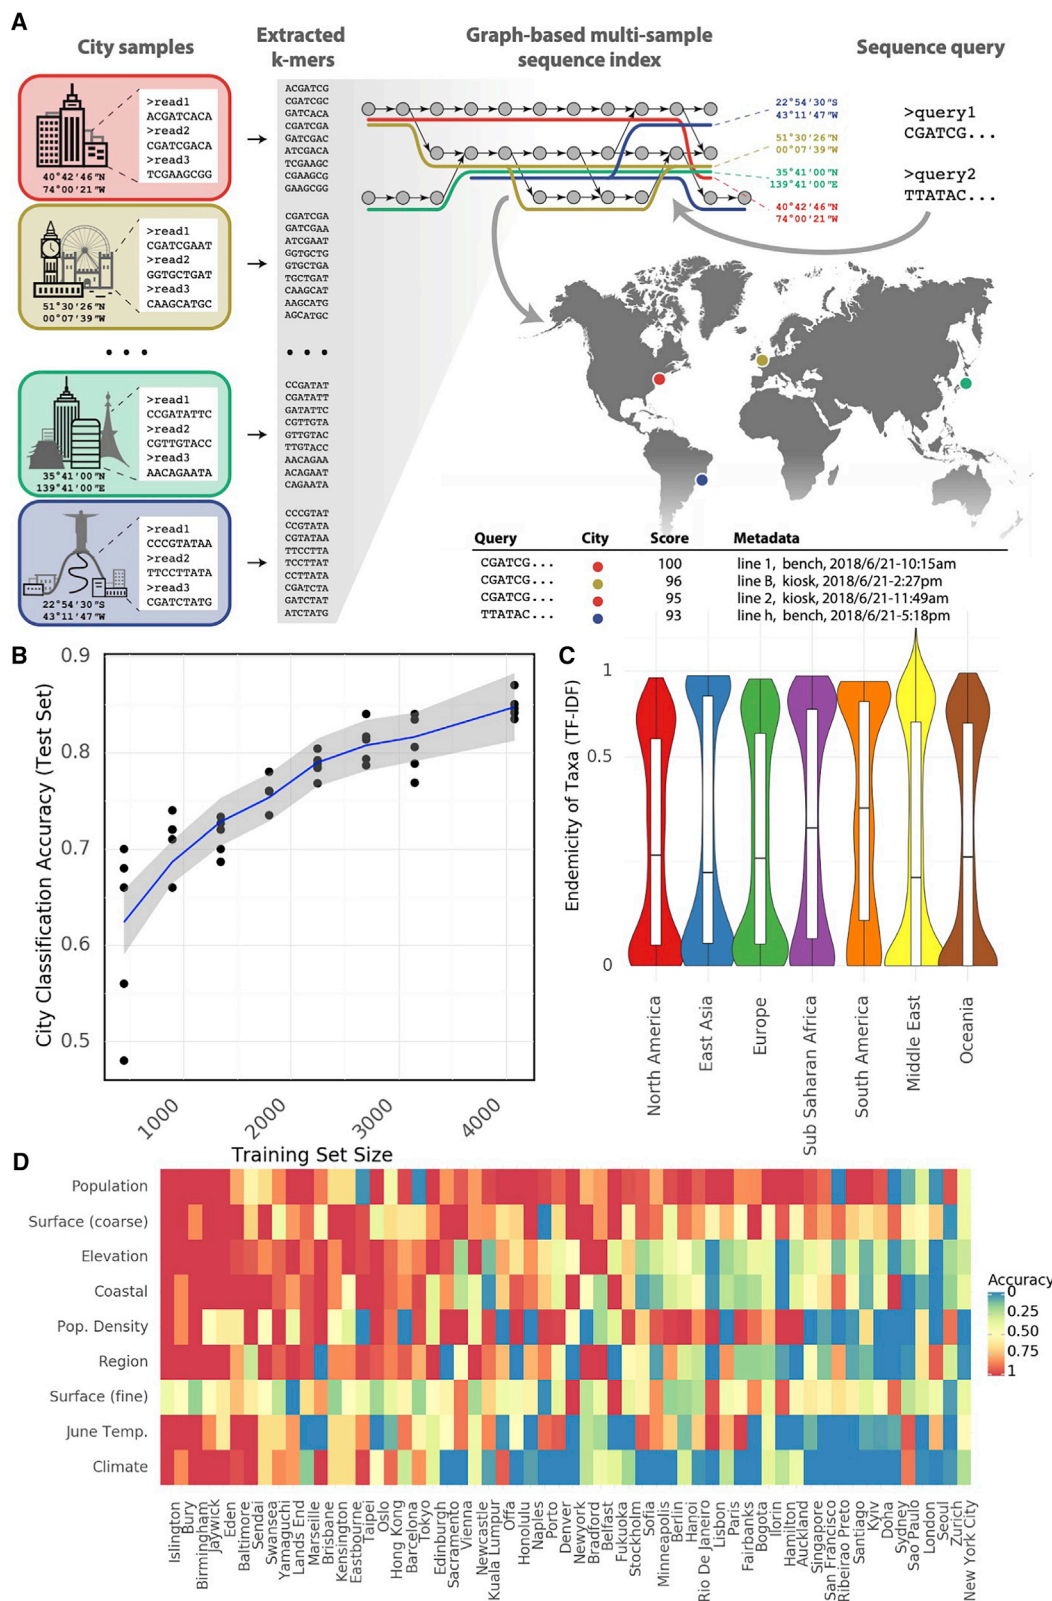 A
City samples
Extracted
k-mers
Graph-based multi-sample
sequence index
Sequence query
>read1
ACGATCACA
>read2
CGATCGACA
>read3
TCGAAGCGG
40°42′46″N
74°00′21″W
>read1
CGATCGAAT
>read2
GGTGCTGAT
>read3
CAAGCATGC
51°30′26″N
00°07′39″W
• • •
>read1
CCGATATTC
>read2
CGTTGTACC
>read3
AACAGAATA
35°41′00″N
139°41′00″E
>read1
CCCGTATAA
>read2
TTCCTTATA
>read3
CGATCTATG
22°54′30″S
43°11′47″W
ACGATCG
CGATCGC
GATCACA
CGATCGA
GATCGAC
ATCGACA
TCGAAGC
CGAAGCG
GAAGCGG
CGATCGA
GATCGAA
ATCGAAT
GGTGCTG
GTGCTGA
TGCTGAT
CAAGCAT
AAGCATG
AGCATGC
• • •
CCGATAT
CGATATT
GATATTC
CGTTGTA
GTTGTAC
TTGTACC
AACAGAA
ACAGAAT
CAGAATA
CCCGTAT
CCGTATA
CGTATAA
TTCCTTA
TCCTTAT
CCTTATA
CGATCTA
GATCTAT
ATCTATG
22°54′30″S
43°11′47″W
51°30′26″N
00°07′39″W
35°41′00″N
139°41′00″E
40°42′46″N
74°00′21″W
>query1
CGATCG...
>query2
TTATAC...
Query City Score Metadata
CGATCG... 100 line 1, bench, 2018/6/21-10:15am
CGATCG... 96 line B, kiosk, 2018/6/21-2:27pm
CGATCG... 95 line 2, kiosk, 2018/6/21-11:49am
TTATAC... 93 line h, bench, 2018/6/21-5:18pm
B
City Classification Accuracy (Test Set)
0.9
0.8
0.7
0.6
0.5
1000
2000
3000
4000
Training Set Size
C
Endemicity of Taxa (TF-IDF)
1
0.5
0
North America
East Asia
Europe
Sub Saharan Africa
South America
Middle East
Oceania
D
Population
Surface (coarse)
Elevation
Coastal
Pop. Density
Region
Surface (fine)
June Temp.
Climate
Accuracy
0
0.25
0.50
0.75
1
Islington
Bury
Birmingham
Jaywick
Eden
Baltimore
Sendai
Swansea
Yamaguchi
Lands End
Marseille
Brisbane
Kensington
Eastbourne
Taipei
Oslo
Hong Kong
Barcelona
Tokyo
Edinburgh
Sacramento
Vienna
Newcastle
Kuala Lumpur
Offa
Honolulu
Naples
Porto
Denver
Newyork
Bradford
Belfast
Fukuoka
Stockholm
Sofia
Minneapolis
Berlin
Hanoi
Rio De Janeiro
Lisbon
Paris
Fairbanks
Bogota
Ilorin
Hamilton
Auckland
Singapore
San Francisco
Ribeirao Preto
Santiago
Kyiv
Doha
Sydney
Sao Paulo
London
Seoul
Zurich
New York City